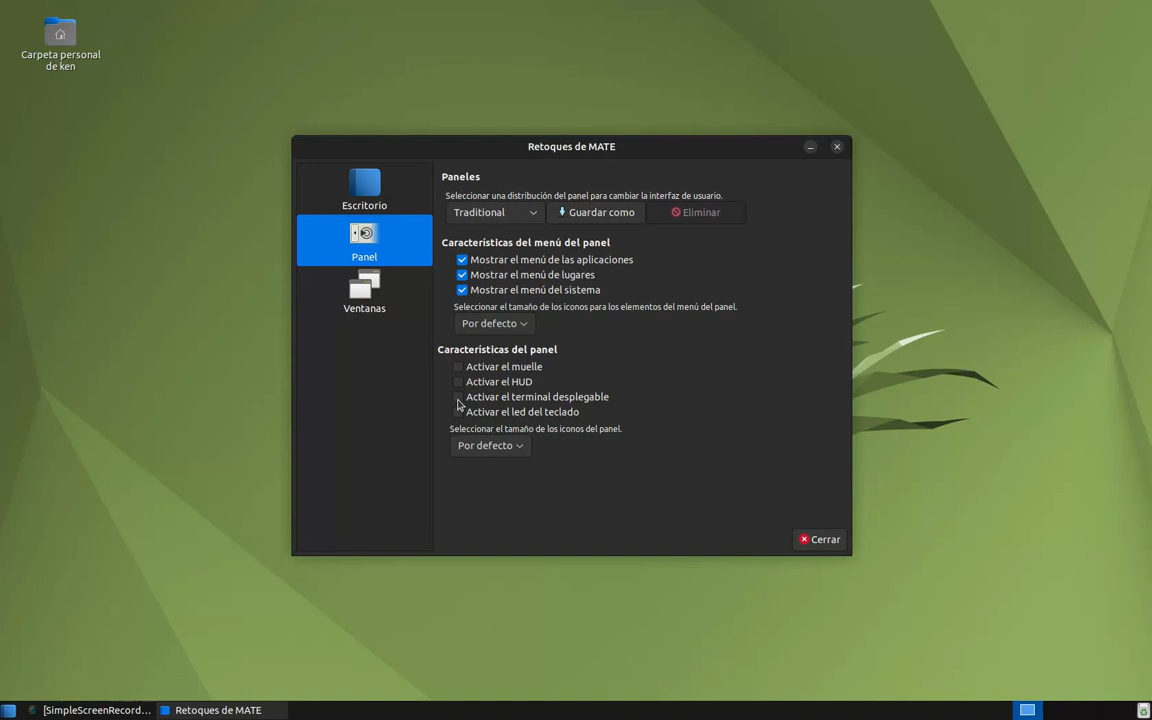 Carpeta personal
de ken
Retoques de MATE
Escritorio
Panel
Ventanas
Paneles
Seleccionar una distribución del panel para cambiar la interfaz de usuario.
Traditional
Guardar como
Eliminar
Características del menú del panel
Mostrar el menú de las aplicaciones
Mostrar el menú de lugares
Mostrar el menú del sistema
Seleccionar el tamaño de los iconos para los elementos del menú del panel.
Por defecto
Características del panel
Activar el muelle
Activar el HUD
Activar el terminal desplegable
Activar el led del teclado
Seleccionar el tamaño de los iconos del panel.
Por defecto
Cerrar
[SimpleScreenRecord...
Retoques de MATE